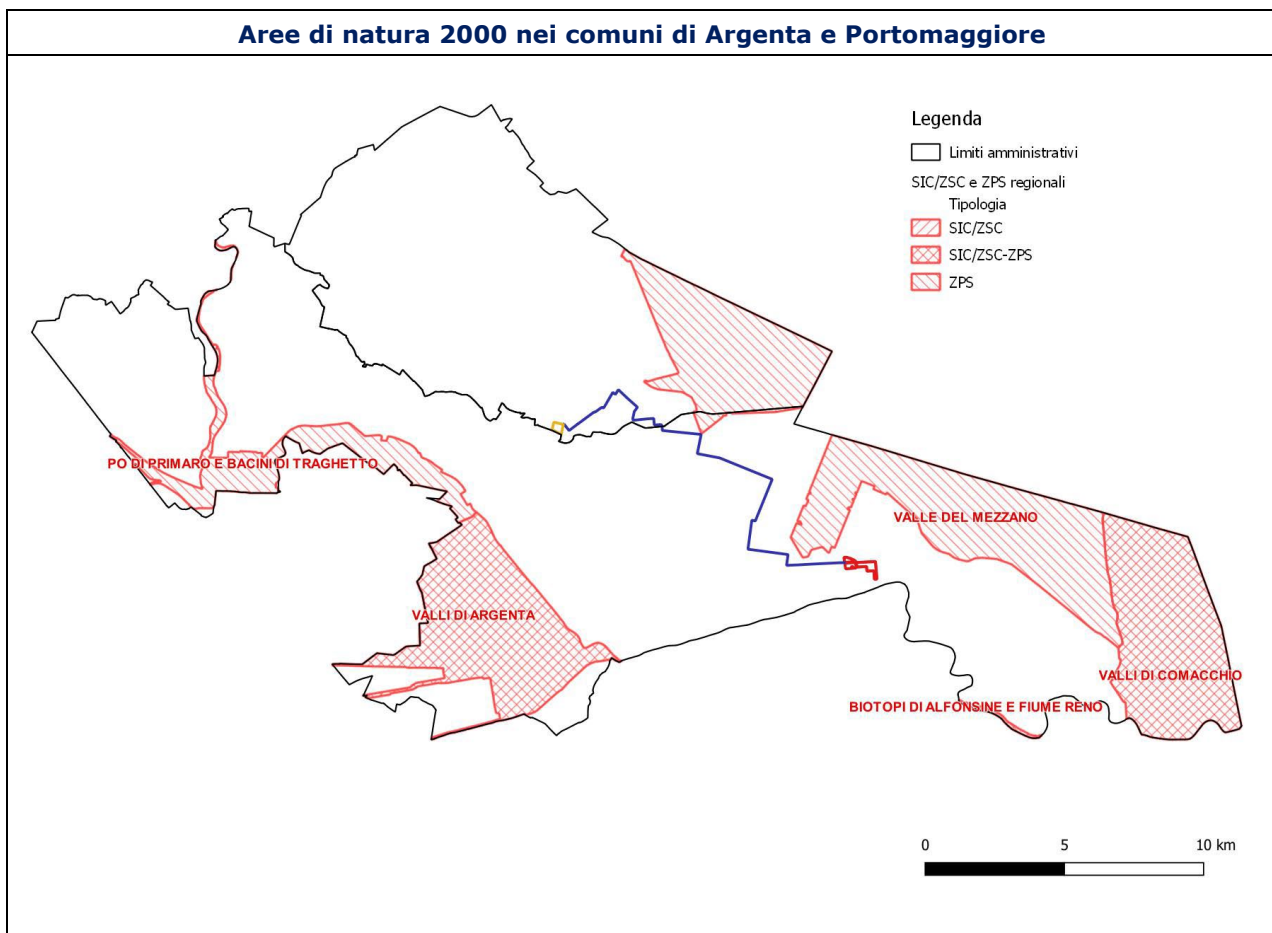 Aree di natura 2000 nei comuni di Argenta e Portomaggiore
Legenda
Limiti amministrativi
SIC/ZSC e ZPS regionali
Tipologia
SIC/ZSC
SIC/ZSC-ZPS
ZPS
PO DI PRIMARO E BACINI DI TRAGHETTO
VALLE DEL MEZZANO
VALLI DI ARGENTA
VALLI DI COMACCHIO
BIOTOPI DI ALFONSINE E FIUME RENO
0 5 10 km